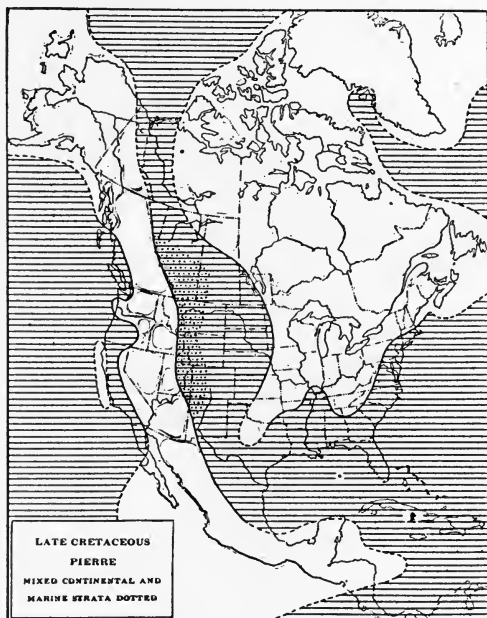 LATE CRETACEOUS
PIERRE
MIXED CONTINENTAL AND
MARINE STRATA DOTTED